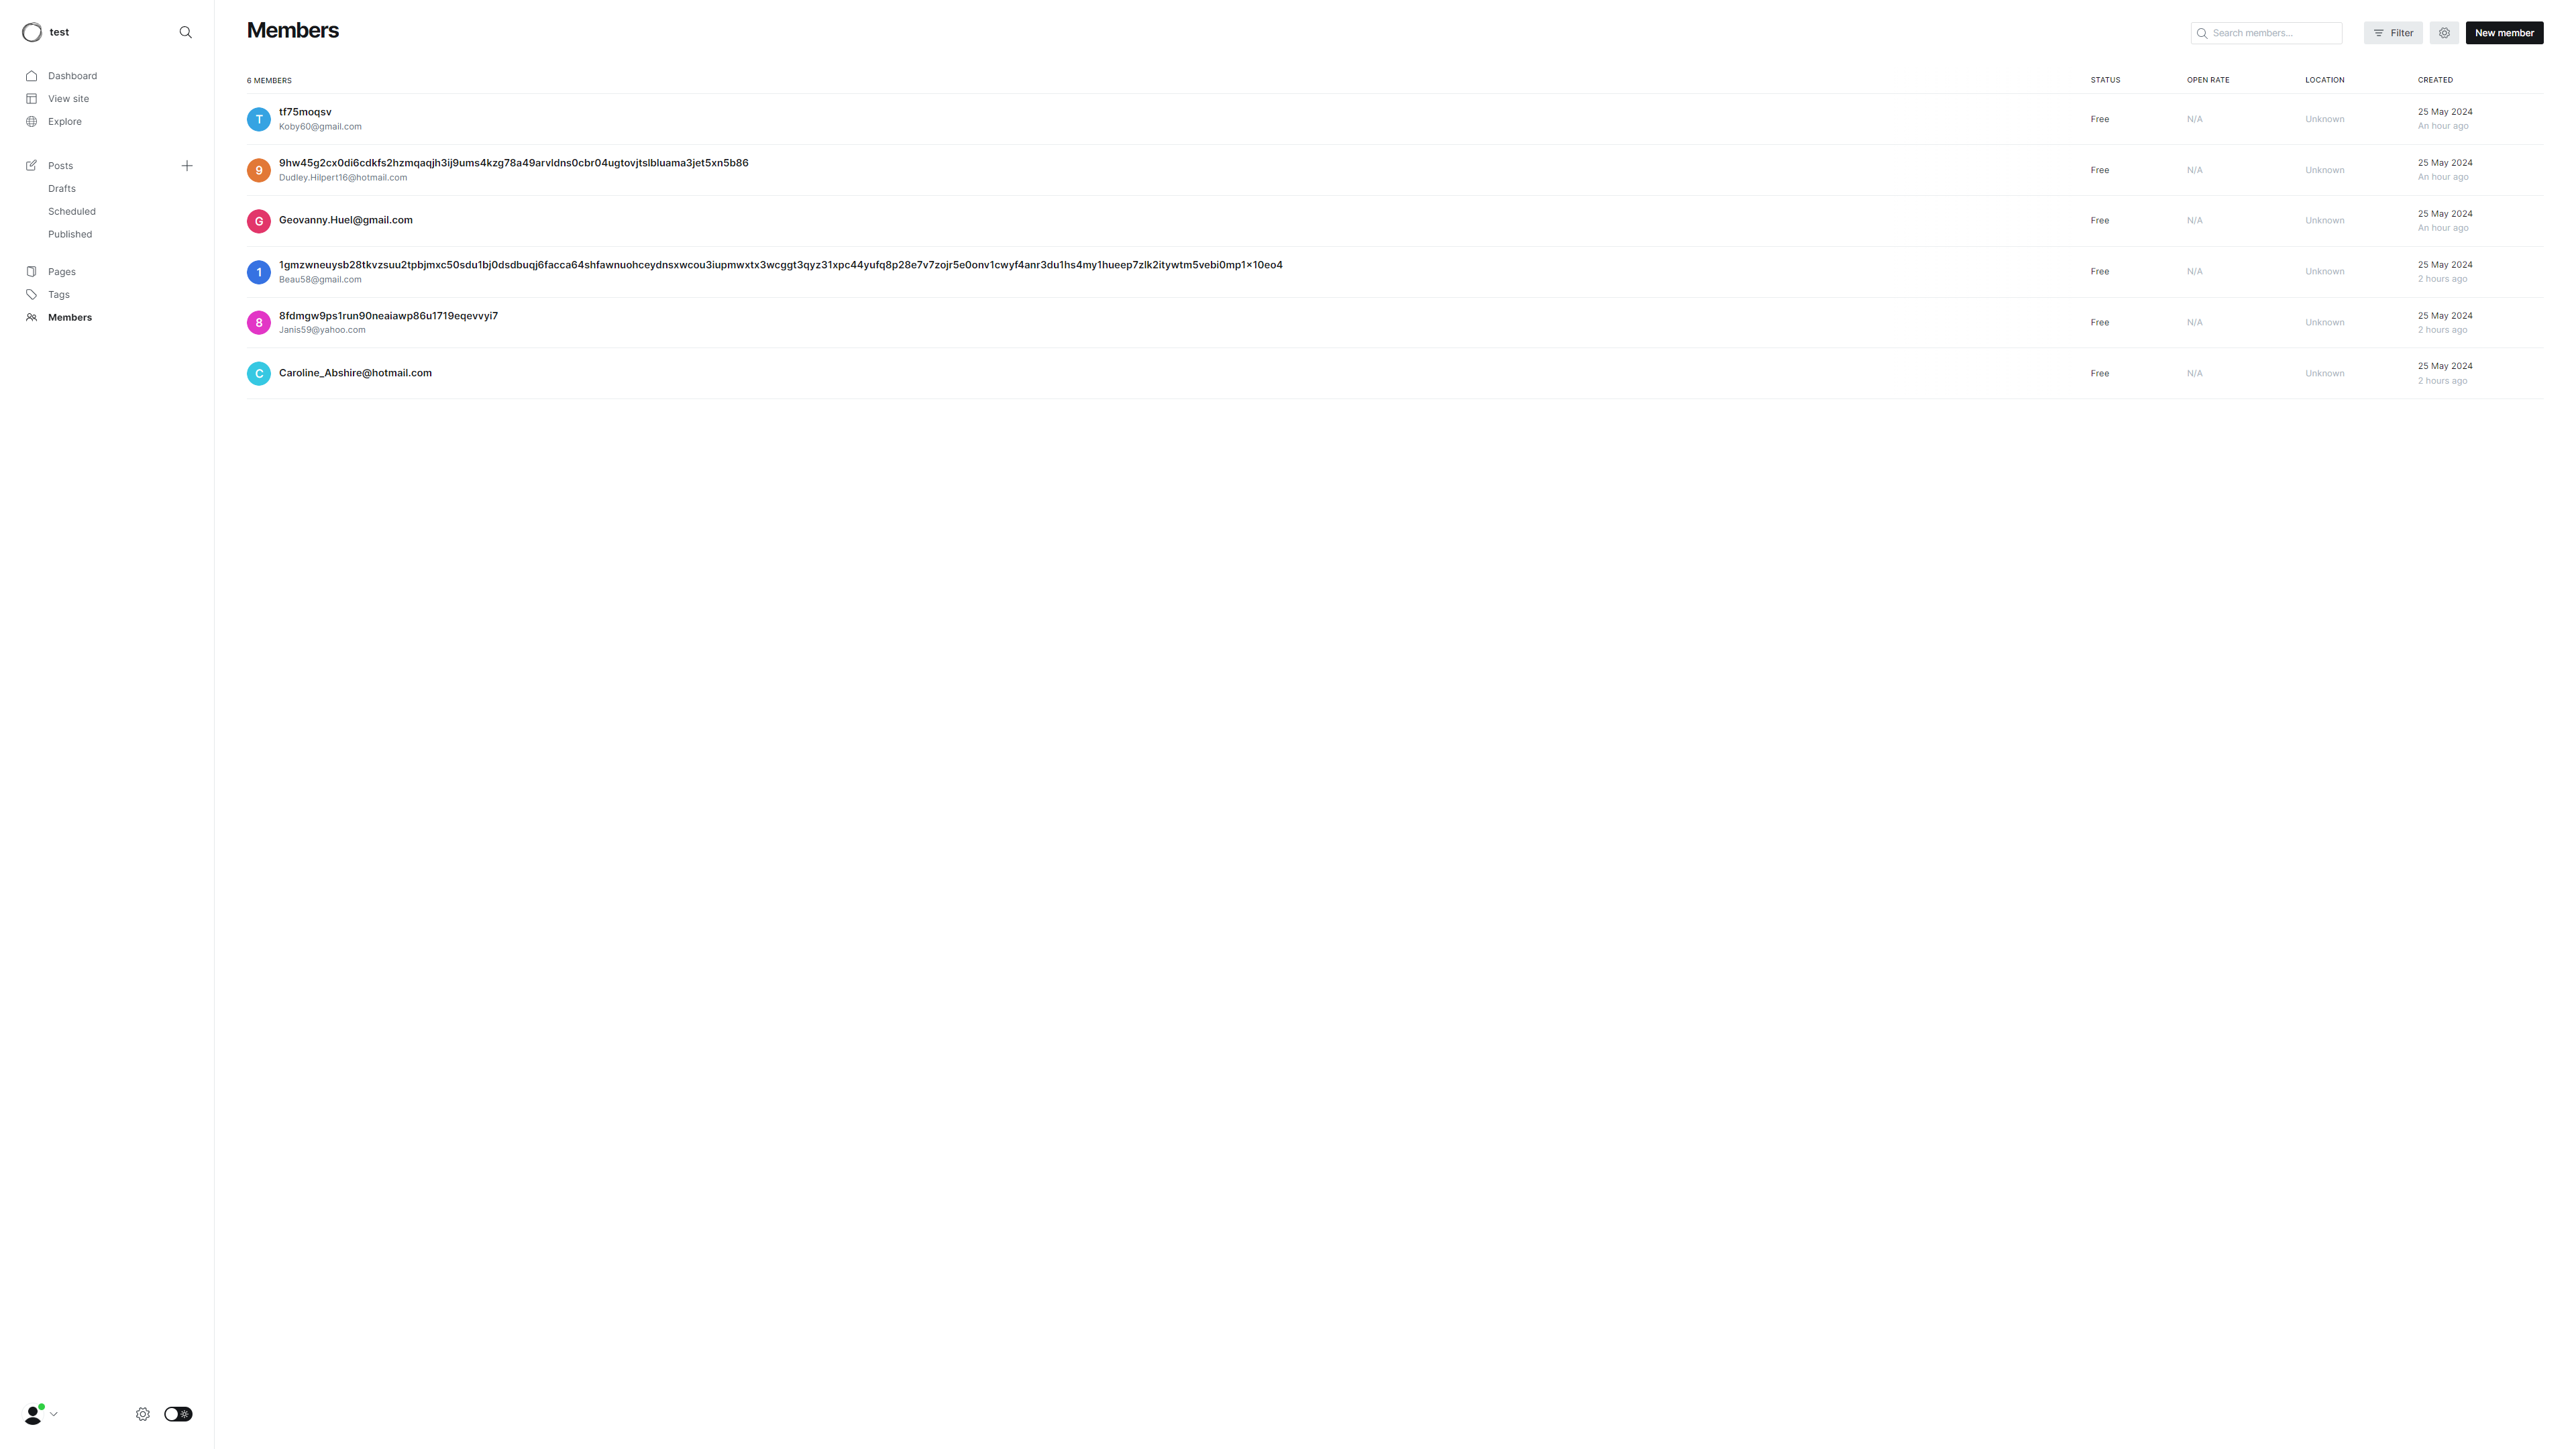 test
Dashboard
View site
Explore
Posts
Drafts
Scheduled
Published
Pages
Tags
Members
Members
Search members...
Filter
New member
6 MEMBERS STATUS OPEN RATE LOCATION CREATED
T tf75moqsv
Koby60@gmail.com
Free N/A Unknown 25 May 2024
An hour ago
9 9hw45g2cx0di6cdkfs2hzmqaqjh3ij9ums4kzg78a49arvldns0cbr04ugtovjtslbluama3jet5xn5b86
Dudley.Hilpert16@hotmail.com
Free N/A Unknown 25 May 2024
An hour ago
G Geovanny.Huel@gmail.com
Free N/A Unknown 25 May 2024
An hour ago
1 1gmzwneuysb28tkvzsuu2tpbjmxc50sdu1bj0dsdbuqj6facca64shfawnuohceydnsxwcou3iupmwxtx3wcggt3qyz31xpc44yufq8p28e7v7zojr5e0onv1cwyf4anr3du1hs4my1hueep7zlk2itywtm5vebi0mp1×10eo4
Beau58@gmail.com
Free N/A Unknown 25 May 2024
2 hours ago
8 8fdmgw9ps1run90neaiawp86u1719eqevvyi7
Janis59@yahoo.com
Free N/A Unknown 25 May 2024
2 hours ago
C Caroline_Abshire@hotmail.com
Free N/A Unknown 25 May 2024
2 hours ago